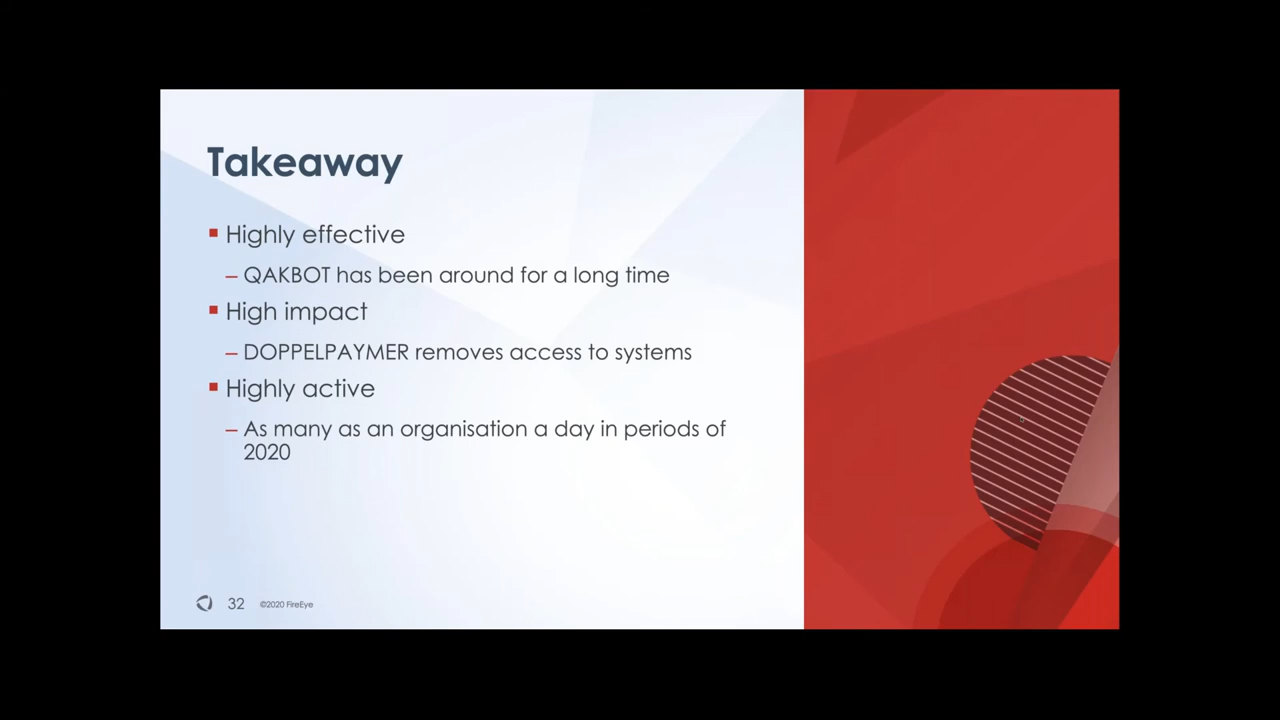 Takeaway
▪ Highly effective
– QAKBOT has been around for a long time
▪ High impact
– DOPPELPAYMER removes access to systems
▪ Highly active
– As many as an organisation a day in periods of
2020
32 ©2020 FireEye